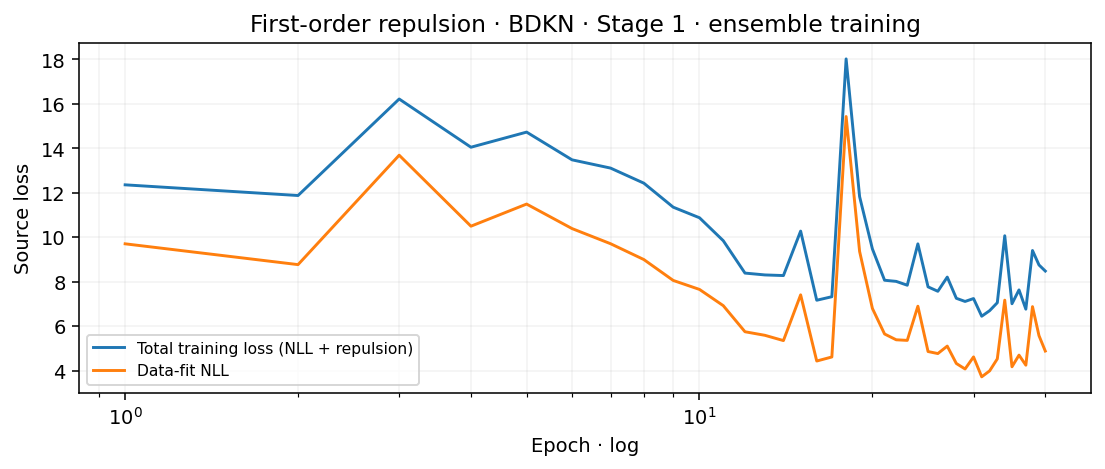 First-order repulsion · BDKN · Stage 1 · ensemble training
Source loss
18
16
14
12
10
8
6
4
Total training loss (NLL + repulsion)
Data-fit NLL
10⁰
10¹
Epoch · log